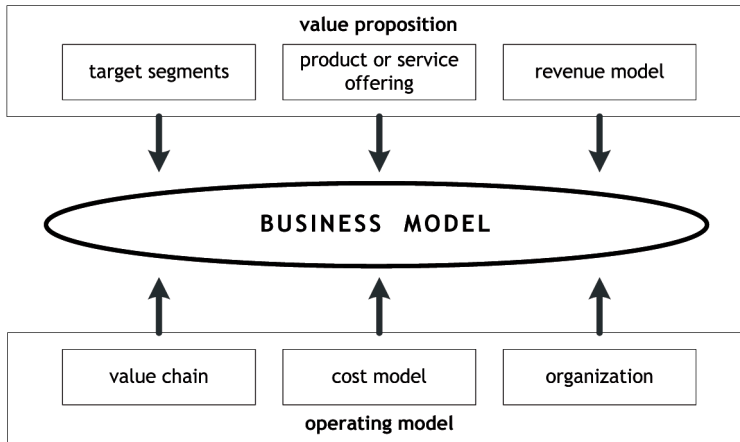 value proposition
target segments
product or service
offering
revenue model
BUSINESS MODEL
value chain
cost model
organization
operating model